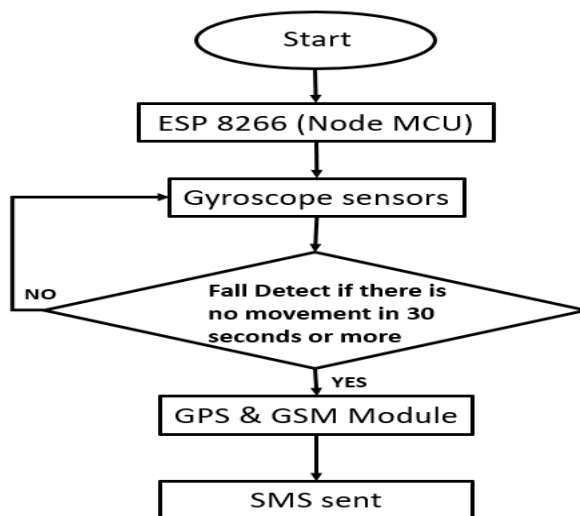 Start
ESP 8266 (Node MCU)
Gyroscope sensors
NO
Fall Detect if there is
no movement in 30
seconds or more
YES
GPS & GSM Module
SMS sent